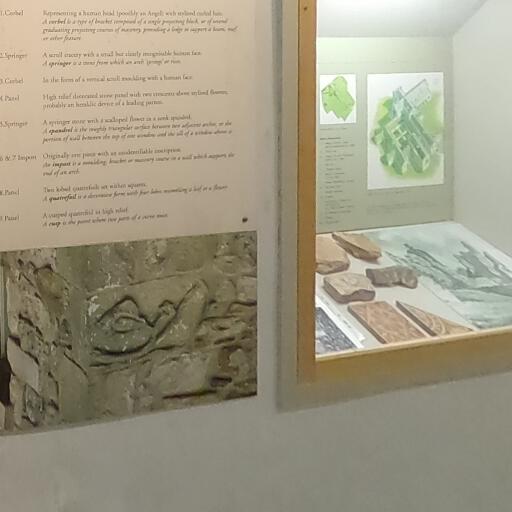 1. Corbel Representing a human head (possibly an Angel) with stylised curled hair.
A corbel is a type of bracket composed of a single projecting block, or of several
graduating projecting courses of masonry, providing a ledge to support a beam, roof
or other feature.
2. Springer A scroll tracery with a small but clearly recognisable human face.
A springer is a stone from which an arch 'springs' or rises.
3. Corbel In the form of a vertical scroll moulding with a human face.
4. Panel High relief decorated stone panel with two crescents above stylised flowers,
probably an heraldic device of a leading patron.
5. Springer A springer stone with a scalloped flower in a sunk spandrel.
A spandrel is the roughly triangular surface between two adjacent arches, or the
portion of wall between the top of one window and the sill of a window above it
6 & 7 Impost Originally one piece with an unidentifiable inscription.
An impost is a moulding, bracket or masonry course in a wall which supports the
end of an arch.
8. Panel Two lobed quatrefoils set within squares.
A quatrefoil is a decorative form with four lobes resembling a leaf or a flower
9. Panel A cusped quatrefoil in high relief.
A cusp is the point where two parts of a curve meet.